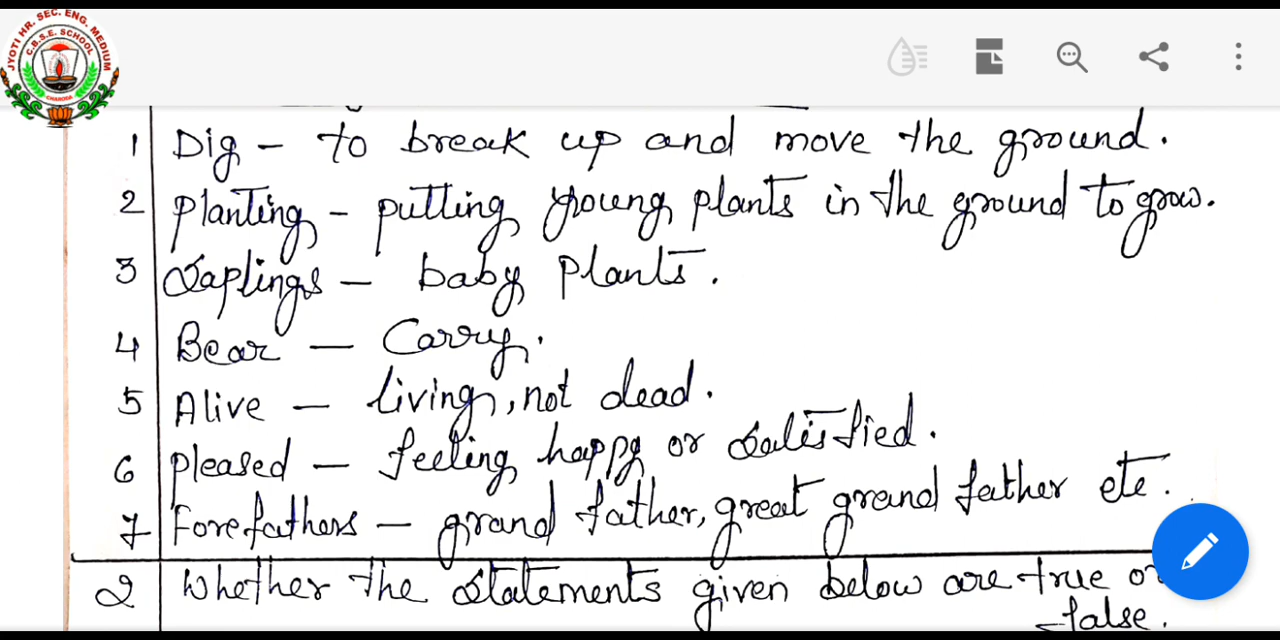 JYOTI HR. SEC. ENG. MEDIUM
C.B.S.E. SCHOOL
1 Dig - to break up and move the ground.
2 Planting - putting young plants in the ground to grow.
3 Saplings - baby plants.
4 Bear - Carry.
5 Alive - living, not dead.
6 Pleased - feeling happy or satisfied.
7 Forefathers - grand father, great grand father etc.
2 Whether the statements given below are true or
false.